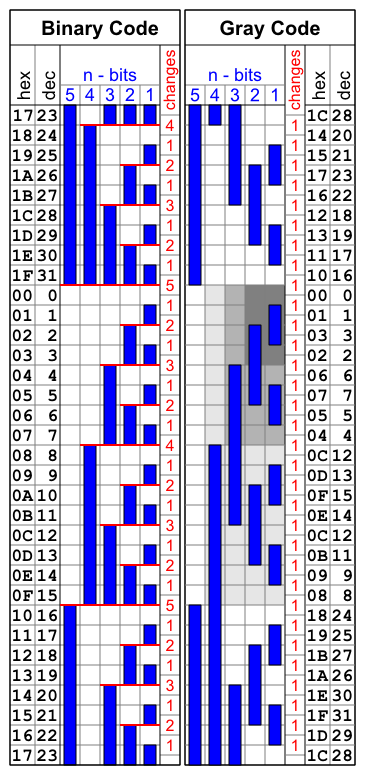 Binary Code Gray Code
hex dec n - bits changes n - bits changes hex dec
5 4 3 2 1 5 4 3 2 1
17 23 1C 28
4 1
18 24 14 20
1 1
19 25 15 21
2 1
1A 26 17 23
1 1
1B 27 16 22
3 1
1C 28 12 18
1 1
1D 29 13 19
2 1
1E 30 11 17
1 1
1F 31 10 16
5 1
00 0 00 0
1 1
01 1 01 1
2 1
02 2 03 3
1 1
03 3 02 2
3 1
04 4 06 6
1 1
05 5 07 7
2 1
06 6 05 5
1 1
07 7 04 4
4 1
08 8 0C 12
1 1
09 9 0D 13
2 1
0A 10 0F 15
1 1
0B 11 0E 14
3 1
0C 12 0C 12
1 1
0D 13 0B 11
2 1
0E 14 09 9
1 1
0F 15 08 8
5 1
10 16 18 24
1 1
11 17 19 25
2 1
12 18 1B 27
1 1
13 19 1A 26
3 1
14 20 1E 30
1 1
15 21 1F 31
2 1
16 22 1D 29
1 1
17 23 1C 28